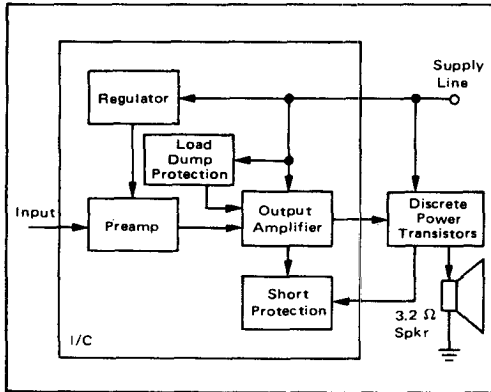 Supply
Line
Regulator
Load
Dump
Protection
Input
Preamp
Output
Amplifier
Discrete
Power
Transistors
Short
Protection
3.2 Ω
Spkr
I/C